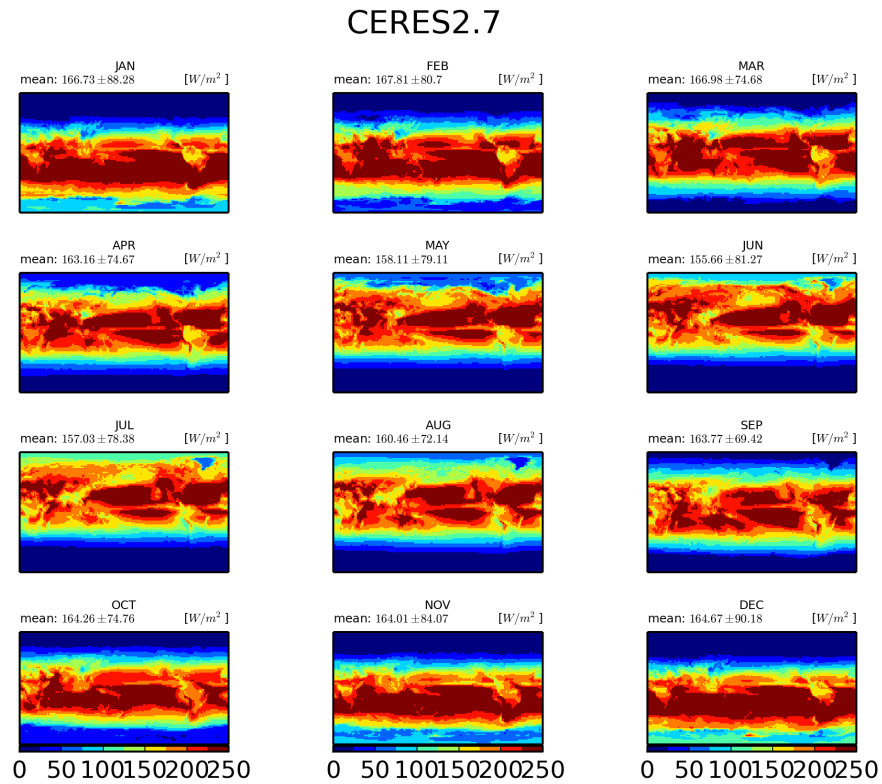 CERES2.7
JAN FEB MAR
mean: 166.73±88.28 [W/m²] mean: 167.81±80.7 [W/m²] mean: 166.98±74.68 [W/m²]
APR MAY JUN
mean: 163.16±74.67 [W/m²] mean: 158.11±79.11 [W/m²] mean: 155.66±81.27 [W/m²]
JUL AUG SEP
mean: 157.03±78.38 [W/m²] mean: 160.46±72.14 [W/m²] mean: 163.77±69.42 [W/m²]
OCT NOV DEC
mean: 164.26±74.76 [W/m²] mean: 164.01±84.07 [W/m²] mean: 164.67±90.18 [W/m²]
0 50 100 150 200 250 0 50 100 150 200 250 0 50 100 150 200 250